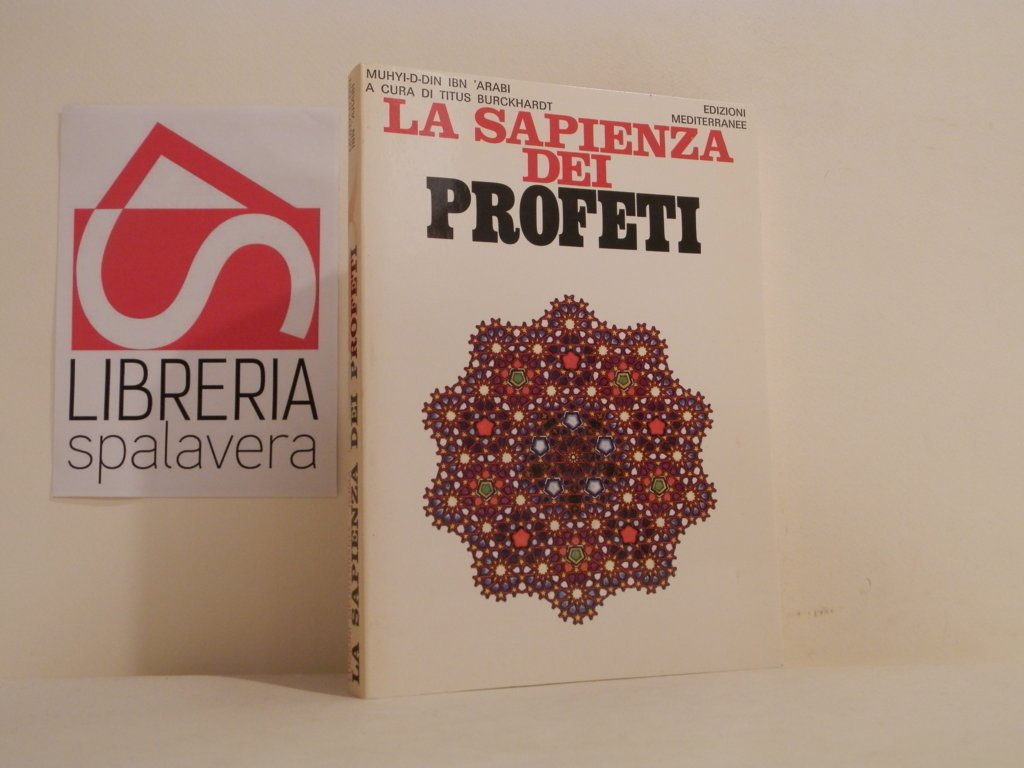 MUHYI-D-DIN IBN 'ARABI
A CURA DI TITUS BURCKHARDT
EDIZIONI
MEDITERRANEE
LA SAPIENZA
DEI
PROFETI
LA SAPIENZA DEI PROFETI
LIBRERIA
spalavera